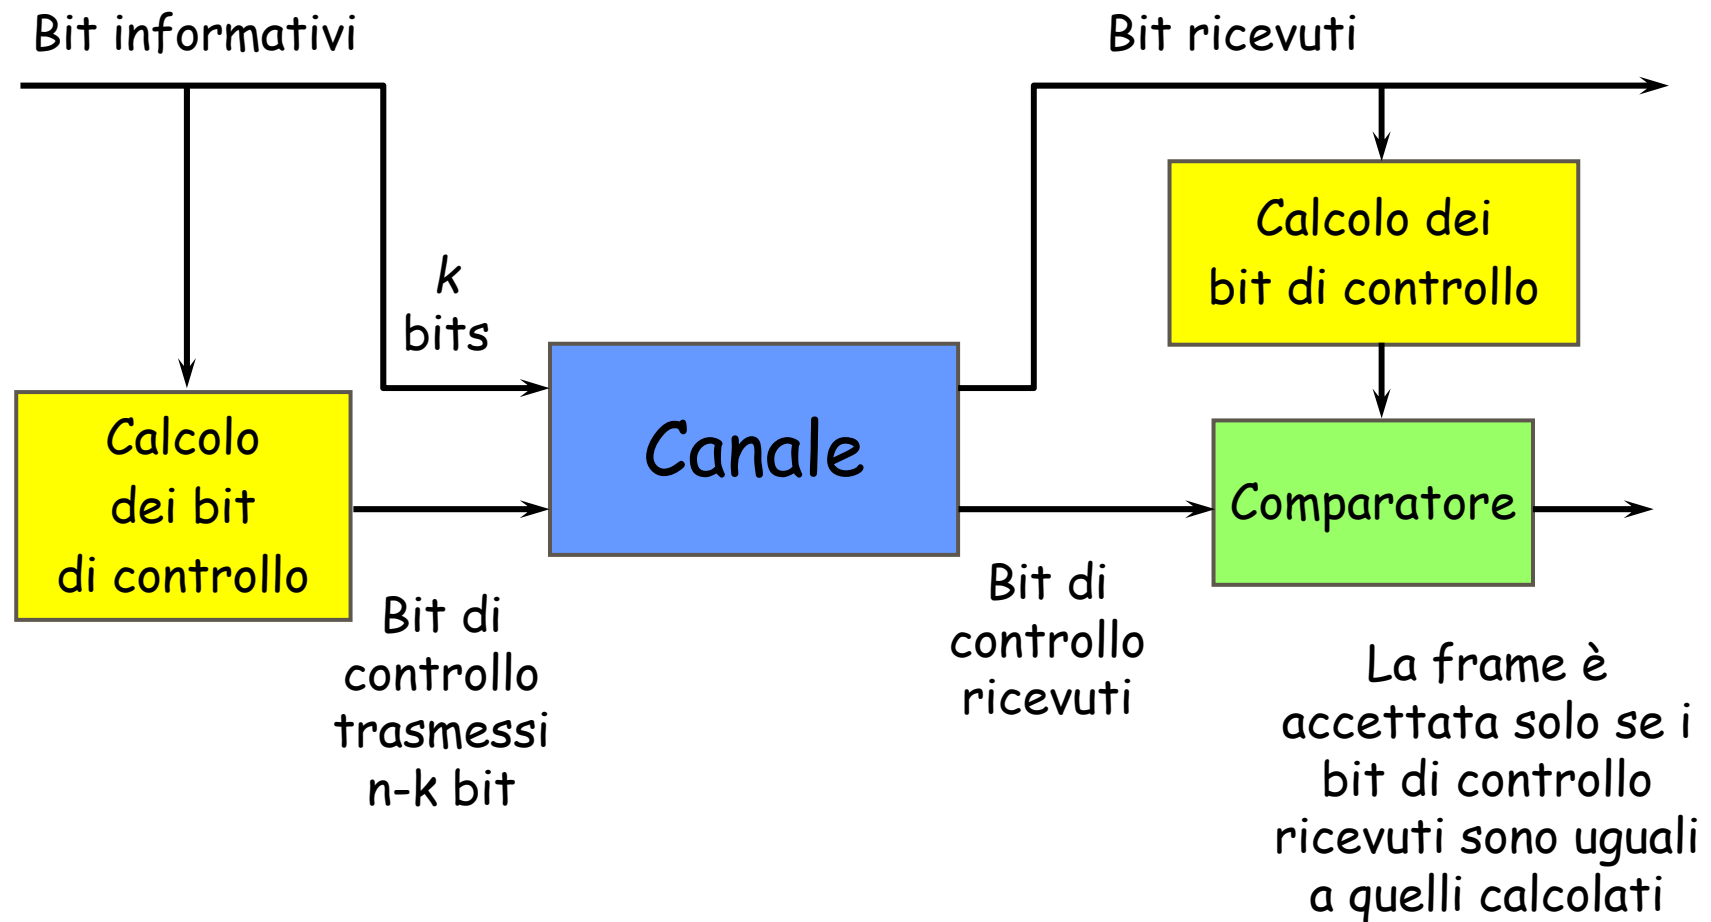 Bit informativi
Bit ricevuti
k
bits
Calcolo dei
bit di controllo
Calcolo
dei bit
di controllo
Canale
Comparatore
Bit di
controllo
trasmessi
n-k bit
Bit di
controllo
ricevuti
La frame è
accettata solo se i
bit di controllo
ricevuti sono uguali
a quelli calcolati